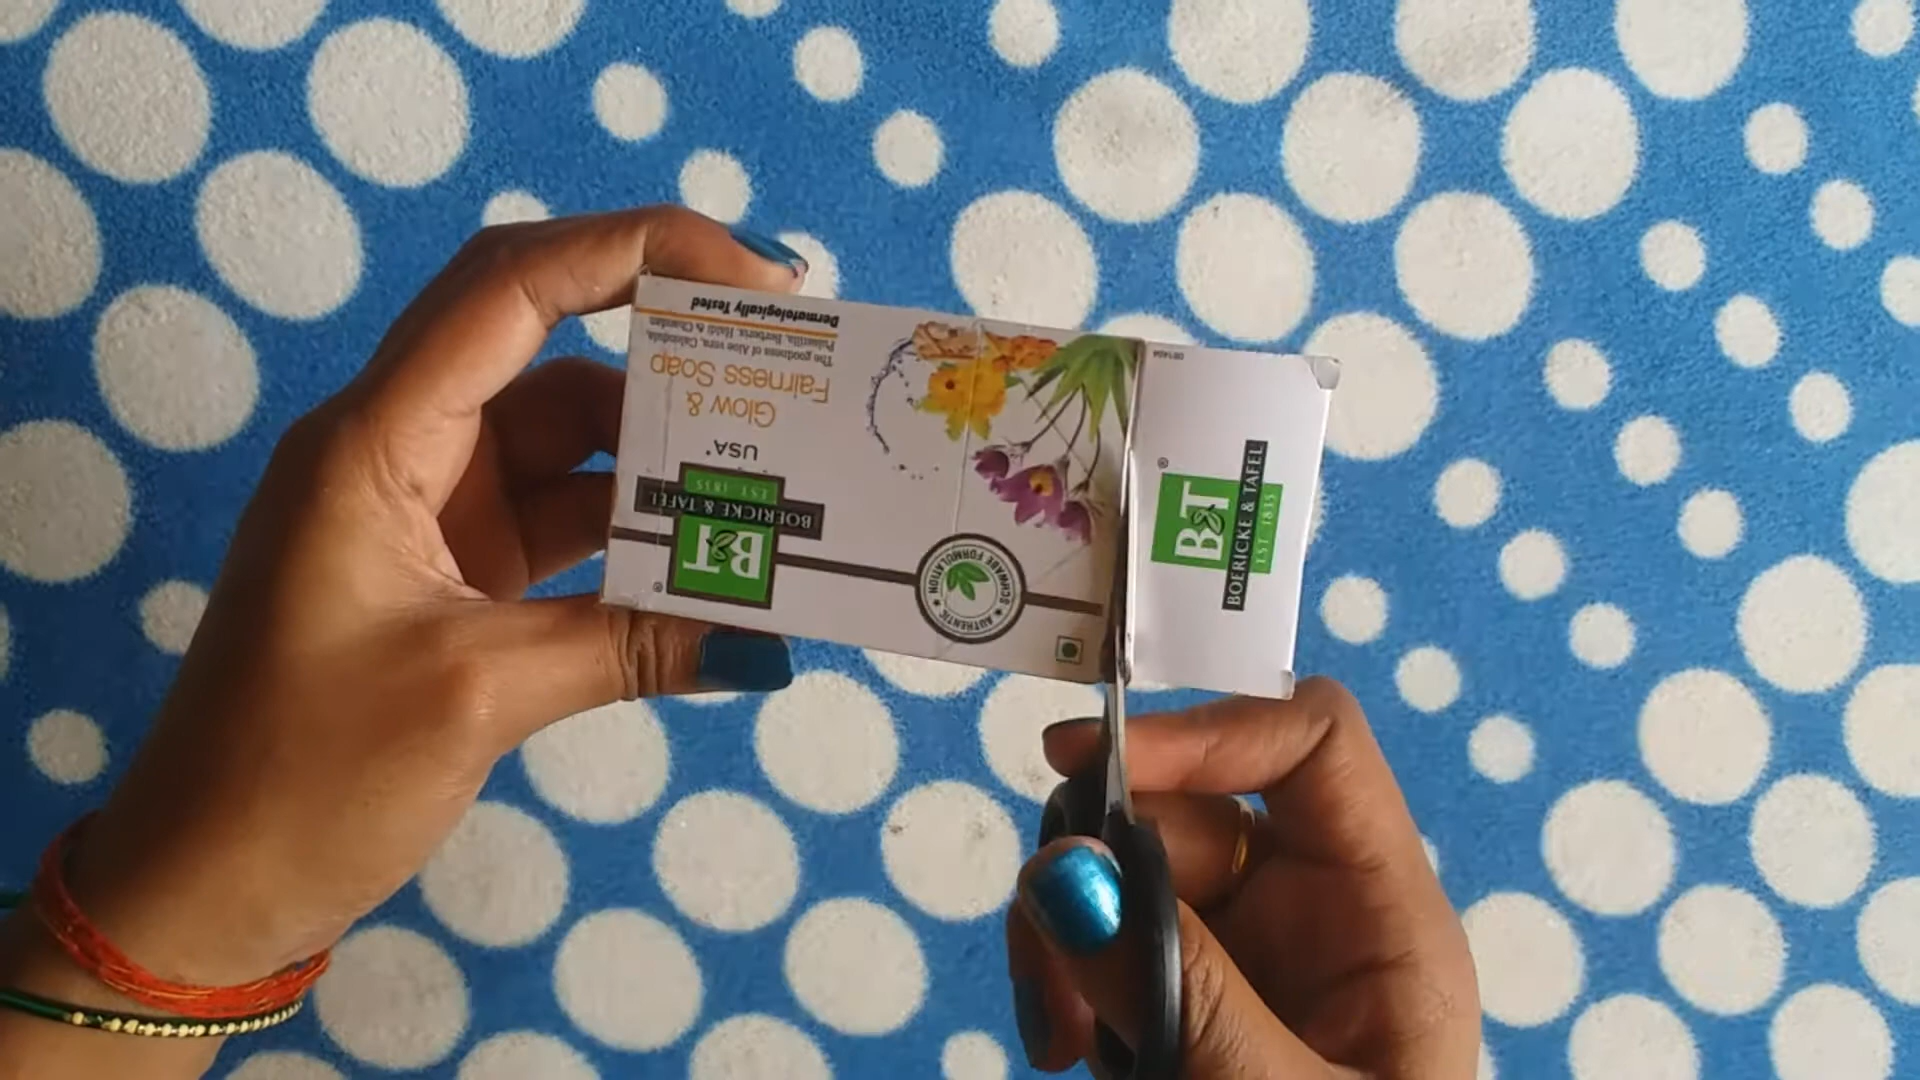 B&T
BOERICKE & TAFEL
EST 1835
USA*
Glow &
Fairness Soap
The goodness of Aloe vera, Calendula,
Pulsatilla, Berberis, Haldi & Chandan
Dermatologically Tested
AUTHENTIC ★ SCHWABE FORMULATION ★
®
B&T
BOERICKE & TAFEL
EST 1835
®